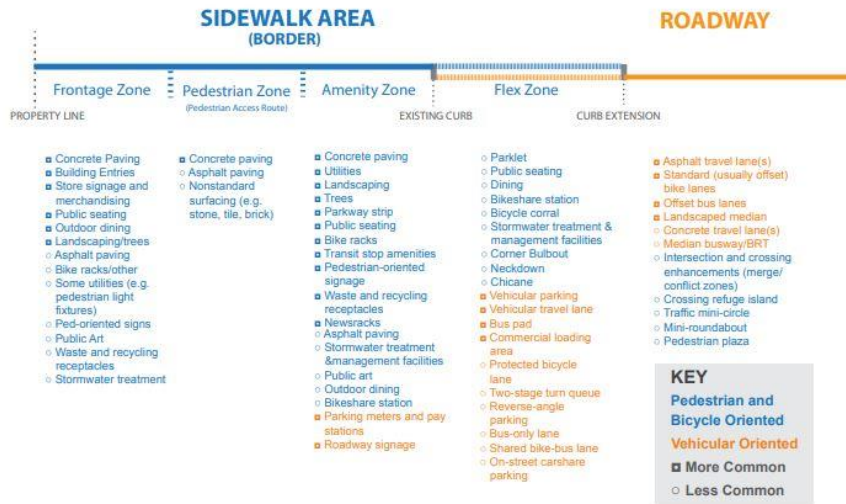 SIDEWALK AREA
(BORDER)
ROADWAY
Frontage Zone
Pedestrian Zone
(Pedestrian Access Route)
Amenity Zone
Flex Zone
PROPERTY LINE
EXISTING CURB
CURB EXTENSION
Concrete Paving
Building Entries
Store signage and
merchandising
Public seating
Outdoor dining
Landscaping/trees
Asphalt paving
Bike racks/other
Some utilities (e.g.
pedestrian light
fixtures)
Ped-oriented signs
Public Art
Waste and recycling
receptacles
Stormwater treatment
Concrete paving
Asphalt paving
Nonstandard
surfacing (e.g.
stone, tile, brick)
Concrete paving
Utilities
Landscaping
Trees
Parkway strip
Public seating
Bike racks
Transit stop amenities
Pedestrian-oriented
signage
Waste and recycling
receptacles
Newsracks
Asphalt paving
Stormwater treatment
&management facilities
Public art
Outdoor dining
Bikeshare station
Parking meters and pay
stations
Roadway signage
Parklet
Public seating
Dining
Bikeshare station
Bicycle corral
Stormwater treatment &
management facilities
Corner Bulbout
Neckdown
Chicane
Vehicular parking
Vehicular travel lane
Bus pad
Commercial loading
area
Protected bicycle
lane
Two-stage turn queue
Reverse-angle
parking
Bus-only lane
Shared bike-bus lane
On-street carshare
parking
Asphalt travel lane(s)
Standard (usually offset)
bike lanes
Offset bus lanes
Landscaped median
Concrete travel lane(s)
Median busway/BRT
Intersection and crossing
enhancements (merge/
conflict zones)
Crossing refuge island
Traffic mini-circle
Mini-roundabout
Pedestrian plaza
KEY
Pedestrian and
Bicycle Oriented
Vehicular Oriented
More Common
Less Common